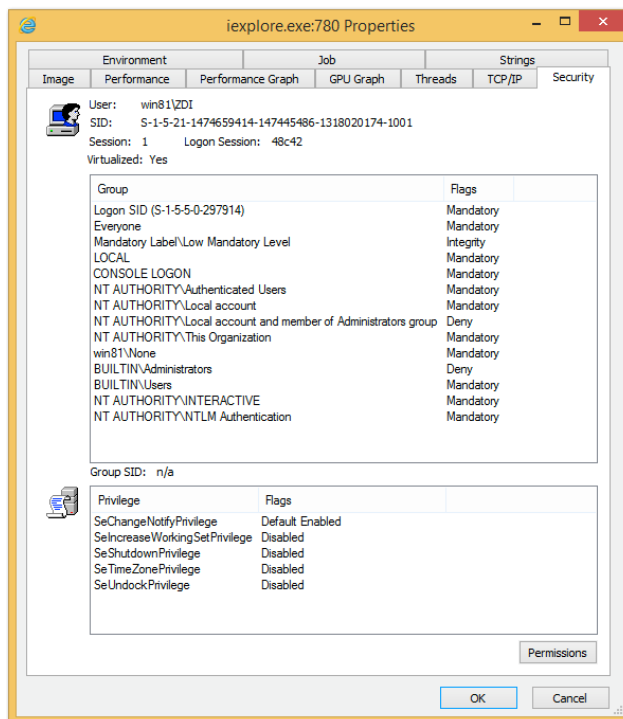 iexplore.exe:780 Properties
Environment Job Strings
Image Performance Performance Graph GPU Graph Threads TCP/IP Security
User: win81\ZDI
SID: S-1-5-21-1474659414-147445486-1318020174-1001
Session: 1 Logon Session: 48c42
Virtualized: Yes
Group Flags
Logon SID (S-1-5-5-0-297914) Mandatory
Everyone Mandatory
Mandatory Label\Low Mandatory Level Integrity
LOCAL Mandatory
CONSOLE LOGON Mandatory
NT AUTHORITY\Authenticated Users Mandatory
NT AUTHORITY\Local account Mandatory
NT AUTHORITY\Local account and member of Administrators group Deny
NT AUTHORITY\This Organization Mandatory
win81\None Mandatory
BUILTIN\Administrators Deny
BUILTIN\Users Mandatory
NT AUTHORITY\INTERACTIVE Mandatory
NT AUTHORITY\NTLM Authentication Mandatory
Group SID: n/a
Privilege Flags
SeChangeNotifyPrivilege Default Enabled
SeIncreaseWorkingSetPrivilege Disabled
SeShutdownPrivilege Disabled
SeTimeZonePrivilege Disabled
SeUndockPrivilege Disabled
Permissions
OK Cancel